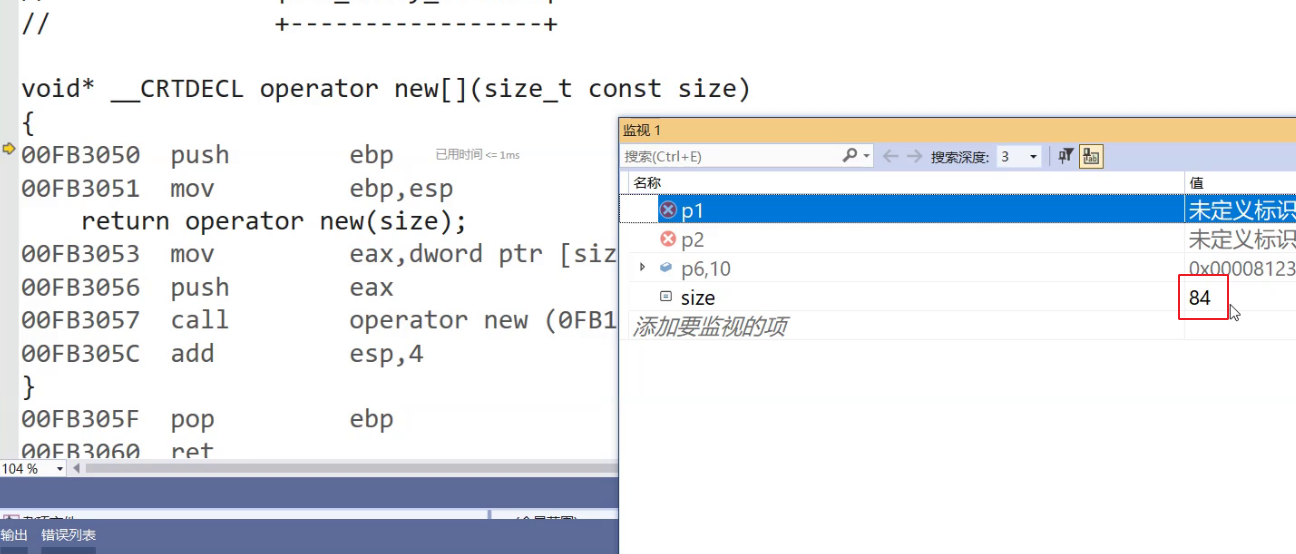 //                +-----------------+
void* __CRTDECL operator new[](size_t const size)
{
00FB3050 push ebp 已用时间 <= 1ms
00FB3051 mov ebp,esp
return operator new(size);
00FB3053 mov eax,dword ptr [siz
00FB3056 push eax
00FB3057 call operator new (0FB1
00FB305C add esp,4
}
00FB305F pop ebp
00FB3060 ret
104 %
输出 错误列表
监视 1
搜索(Ctrl+E) 搜索深度: 3
名称 值
p1 未定义标识
p2 未定义标识
p6,10 0x00008123
size 84
添加要监视的项